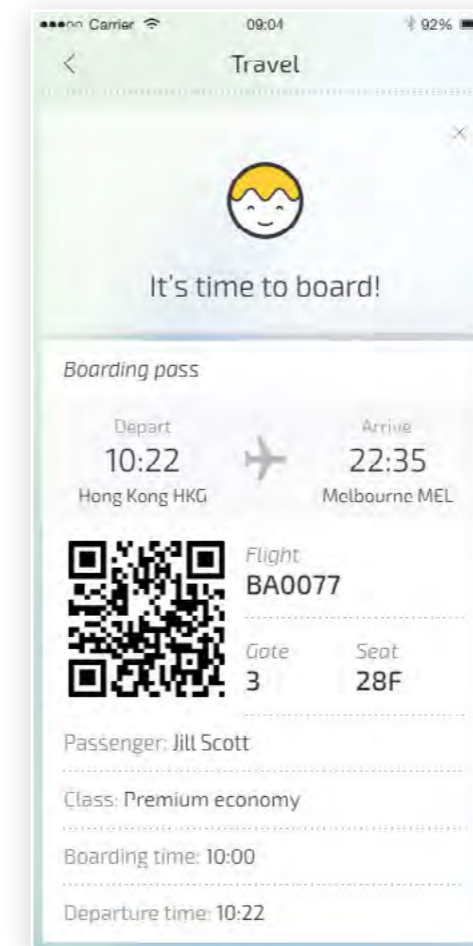 Carrier 09:04 92%
Travel
It's time to board!
Boarding pass
Depart Arrive
10:22 22:35
Hong Kong HKG Melbourne MEL
Flight
BA0077
Gate Seat
3 28F
Passenger: Jill Scott
Class: Premium economy
Boarding time: 10:00
Departure time: 10:22